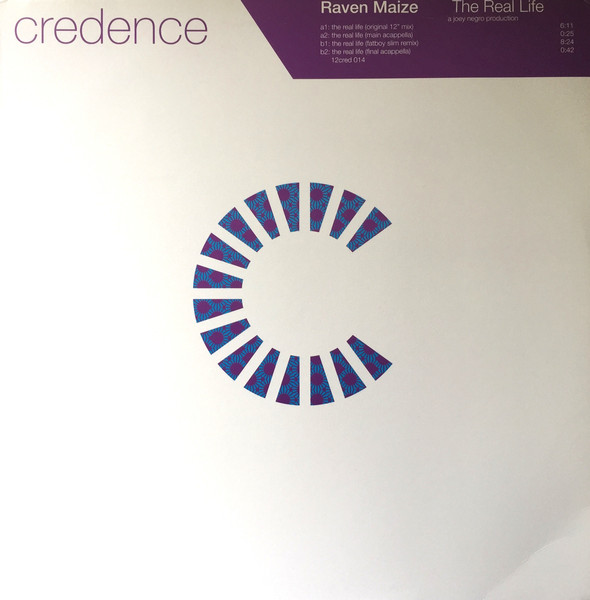 credence
Raven Maize The Real Life
a joey negro production
a1: the real life (original 12" mix) 6:11
a2: the real life (main acappella) 0:25
b1: the real life (fatboy slim remix) 8:24
b2: the real life (final acappella) 0:42
12cred 014